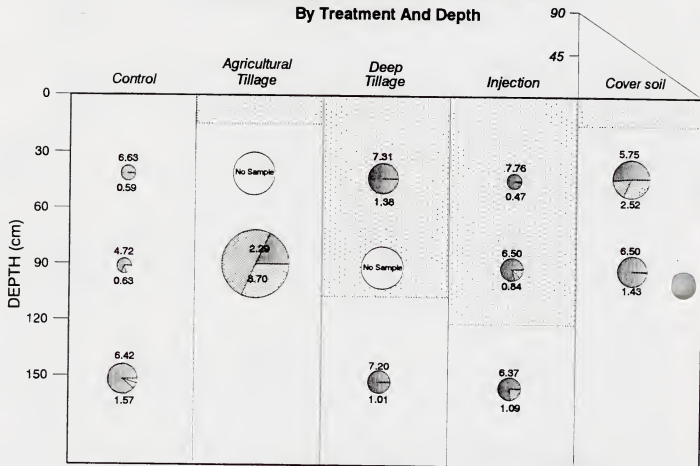 By Treatment And Depth
90
45
Control
Agricultural
Tillage
Deep
Tillage
Injection
Cover soil
0
30
60
90
120
150
DEPTH (cm)
6.63
0.59
No Sample
7.31
1.38
7.76
0.47
5.75
2.52
4.72
0.63
2.29
8.70
No Sample
6.50
0.84
6.50
1.43
6.42
1.57
7.20
1.01
6.37
1.09